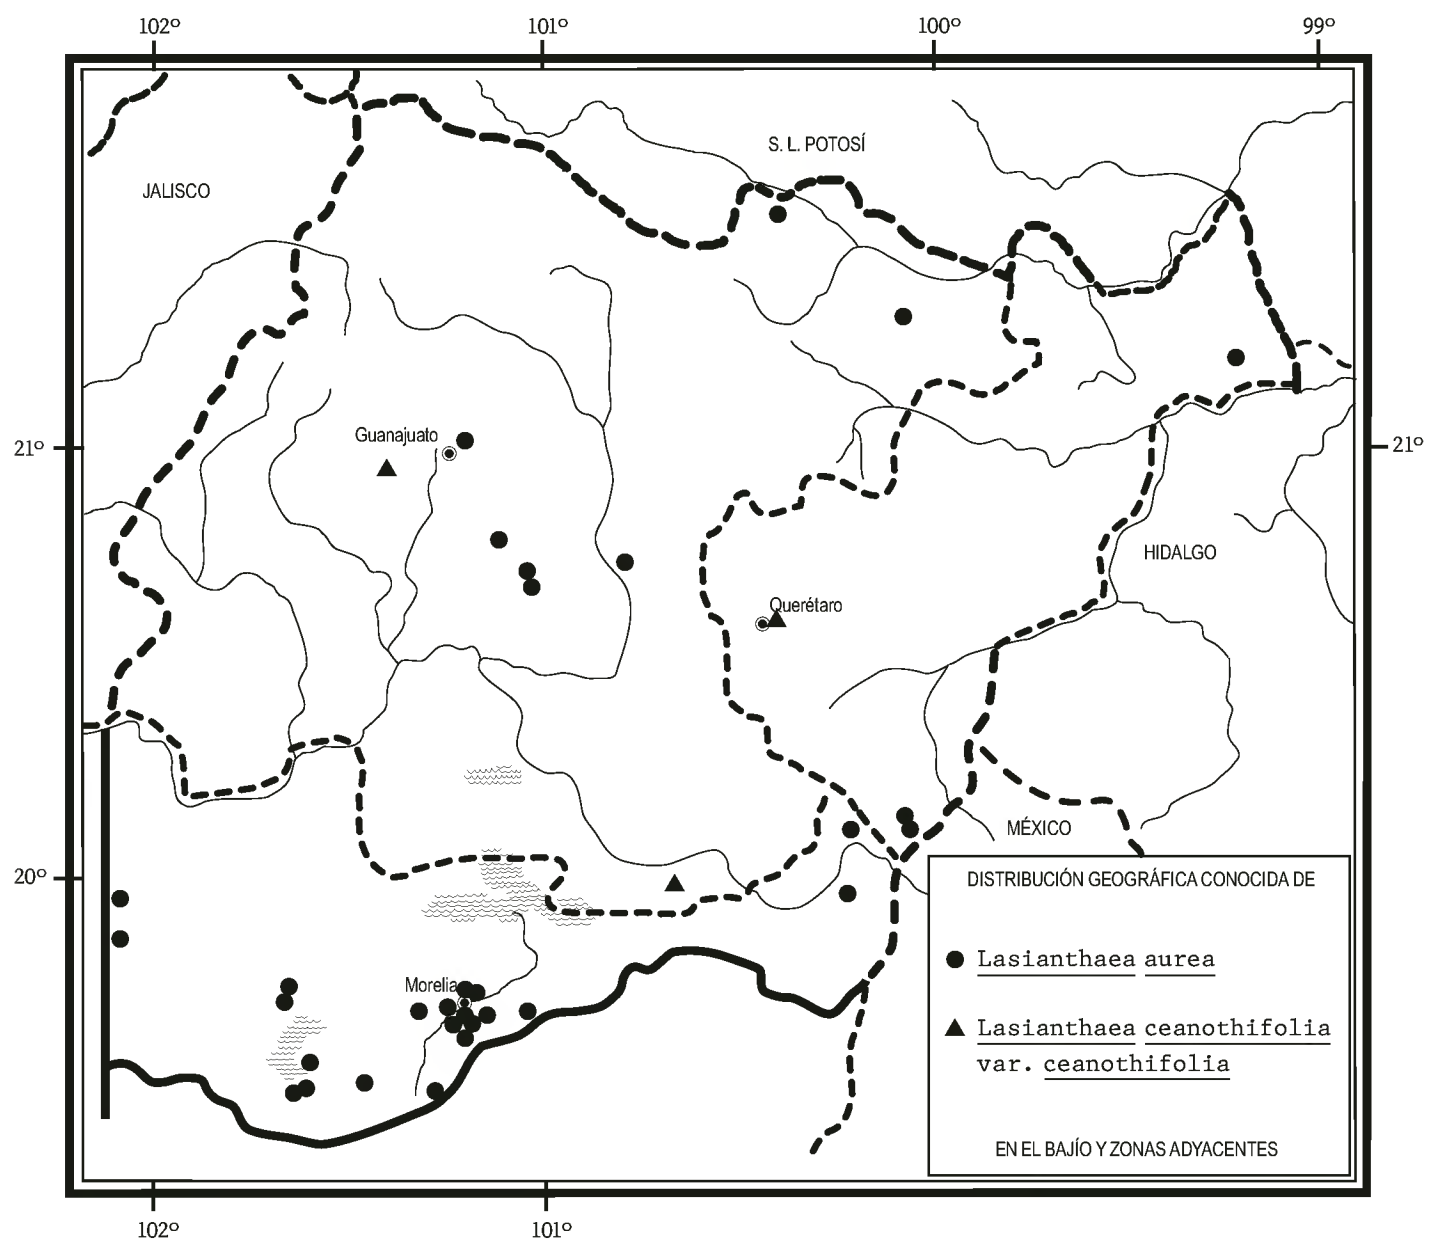 102º
101º
100º
99º
S. L. POTOSÍ
JALISCO
Guanajuato
21º
21º
HIDALGO
Querétaro
MÉXICO
20º
DISTRIBUCIÓN GEOGRÁFICA CONOCIDA DE
Lasianthaea aurea
Morelia
Lasianthaea ceanothifolia
var. ceanothifolia
EN EL BAJÍO Y ZONAS ADYACENTES
102º
101º